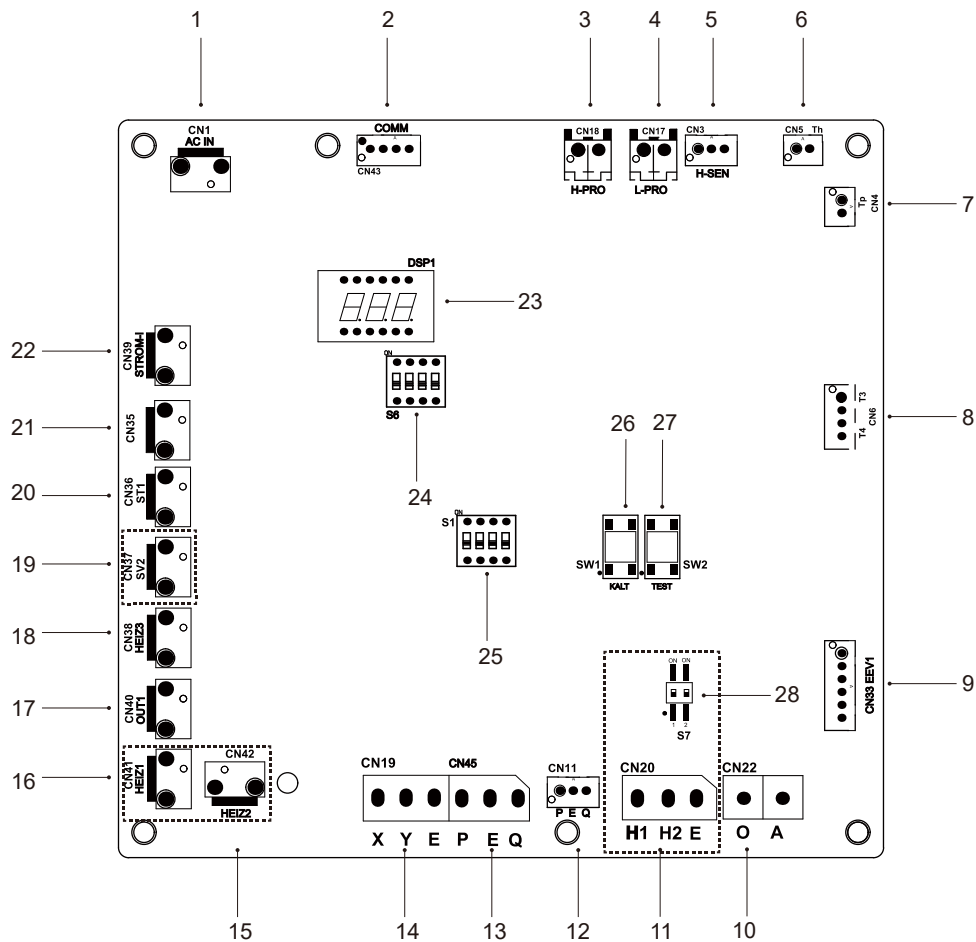 1
2
3
4
5
6
CN1
AC IN
COMM
CN43
CN18
H-PRO
CN17
L-PRO
CN3
H-SEN
CN5 Th
Tp
CN4
7
DSP1
23
ON
S6
24
22
CN39
STROM-I
21
CN35
20
CN36
ST1
19
CN37
SV2
18
CN38
HEIZ3
17
CN40
OUT1
16
CN41
HEIZ1
CN42
HEIZ2
T3
CN6
T4
8
26
27
ON
S1
25
SW1
KALT
SW2
TEST
CN33 EEV1
9
ON ON
1 2
S7
28
CN19
X Y E
CN45
P E Q
CN11
P E Q
CN20
H1 H2 E
CN22
O A
15
14
13
12
11
10